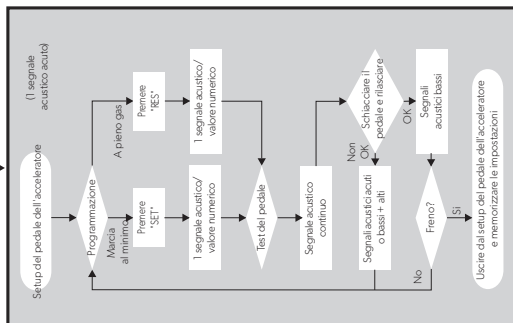 Setup del pedale dell'acceleratore
(1 segnale
acustico acuto)
Programmazione
Marcia
al minimo
A pieno gas
Premere
"SET"
Premere
"RES"
1 segnale acustico/
valore numerico
1 segnale acustico/
valore numerico
Test del pedale
Segnale acustico
continuo
Schiacciare il
pedale e rilasciare
Non
OK
OK
Segnali acustici acuti
o bassi + alti
Segnali
acustici bassi
Freno?
No
Si
Uscire dal setup del pedale dell'acceleratore
e memorizzare le impostazioni